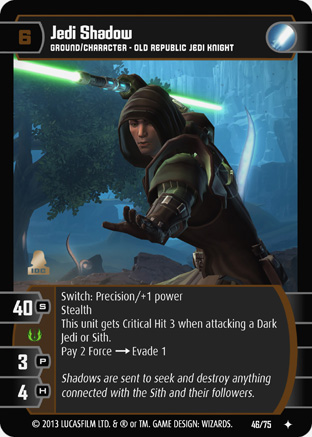 6
Jedi Shadow
GROUND/CHARACTER - OLD REPUBLIC JEDI KNIGHT
IDC
40 S
3 P
4 H
Switch: Precision/+1 power
Stealth
This unit gets Critical Hit 3 when attacking a Dark
Jedi or Sith.
Pay 2 Force → Evade 1
Shadows are sent to seek and destroy anything
connected with the Sith and their followers.
© 2013 LUCASFILM LTD. & ® or TM. GAME DESIGN: WIZARDS.
46/75